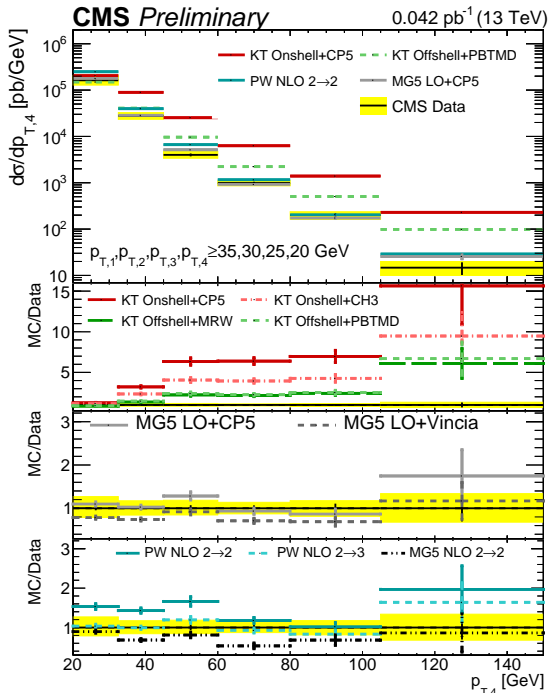 CMS Preliminary 0.042 pb⁻¹ (13 TeV)
dσ/dp_T,4 [pb/GeV]
10⁶
10⁵
10⁴
10³
10²
10
KT Onshell+CP5 KT Offshell+PBTMD
PW NLO 2→2 MG5 LO+CP5
CMS Data
p_T,1,p_T,2,p_T,3,p_T,4≥35,30,25,20 GeV
MC/Data
15
10
5
KT Onshell+CP5 KT Onshell+CH3
KT Offshell+MRW KT Offshell+PBTMD
MC/Data
3
2
1
MG5 LO+CP5 MG5 LO+Vincia
MC/Data
3
2
1
PW NLO 2→2 PW NLO 2→3 MG5 NLO 2→2
20 40 60 80 100 120 140
p_T,4 [GeV]